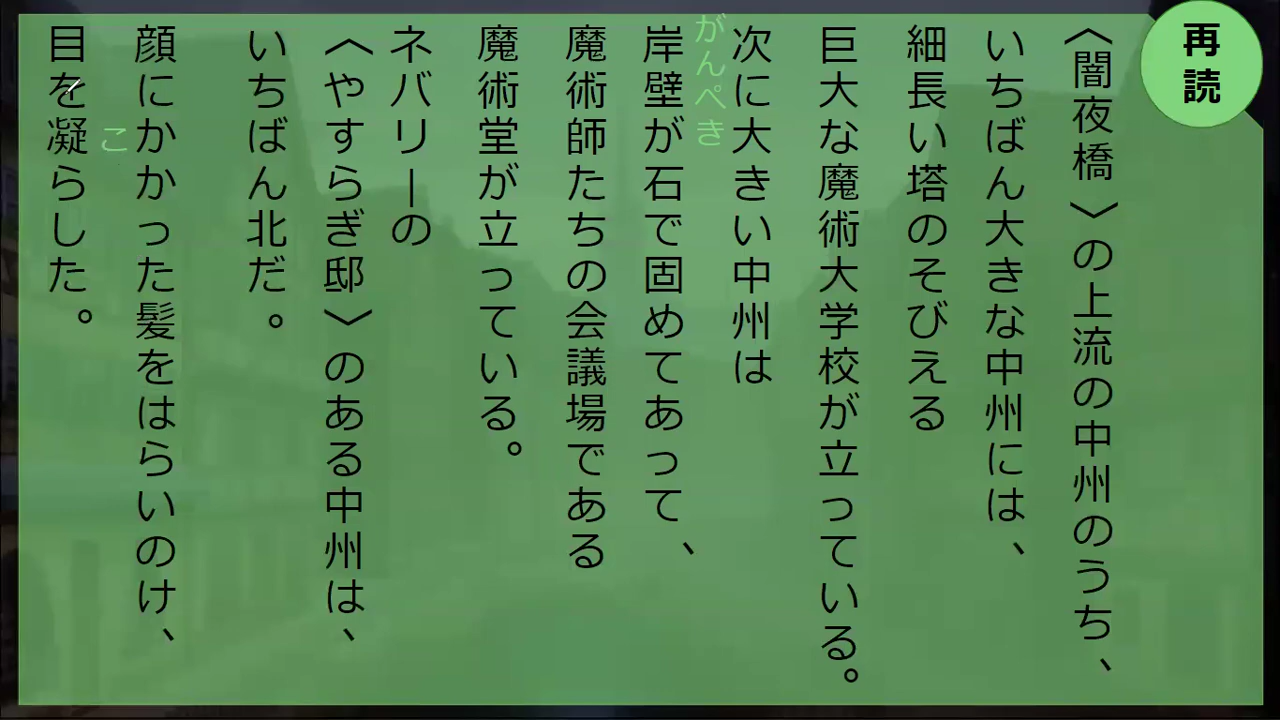 再読
〈闇夜橋〉の上流の中州のうち、
いちばん大きな中州には、
細長い塔のそびえる
巨大な魔術大学校が立っている。
次に大きい中州は
がんぺき
岸壁が石で固めてあって、
魔術師たちの会議場である
魔術堂が立っている。
ネバリーの
〈やすらぎ邸〉のある中州は、
いちばん北だ。
顔にかかった髪をはらいのけ、
こ
目を凝らした。